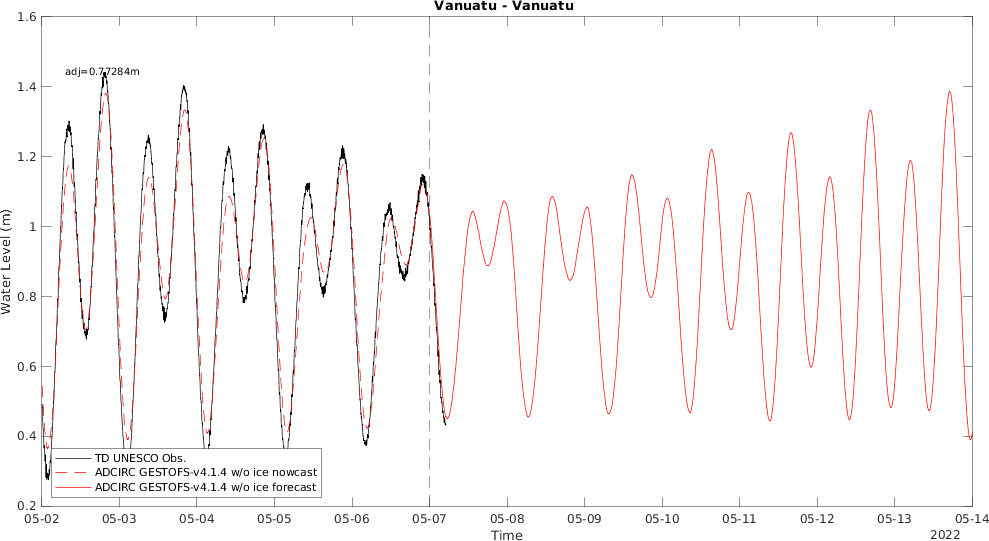 Vanuatu - Vanuatu
1.6
1.4
1.2
1
0.8
0.6
0.4
0.2
Water Level (m)
adj=0.77284m
TD UNESCO Obs.
ADCIRC GESTOFS-v4.1.4 w/o ice nowcast
ADCIRC GESTOFS-v4.1.4 w/o ice forecast
05-02 05-03 05-04 05-05 05-06 05-07 05-08 05-09 05-10 05-11 05-12 05-13 05-14
Time
2022